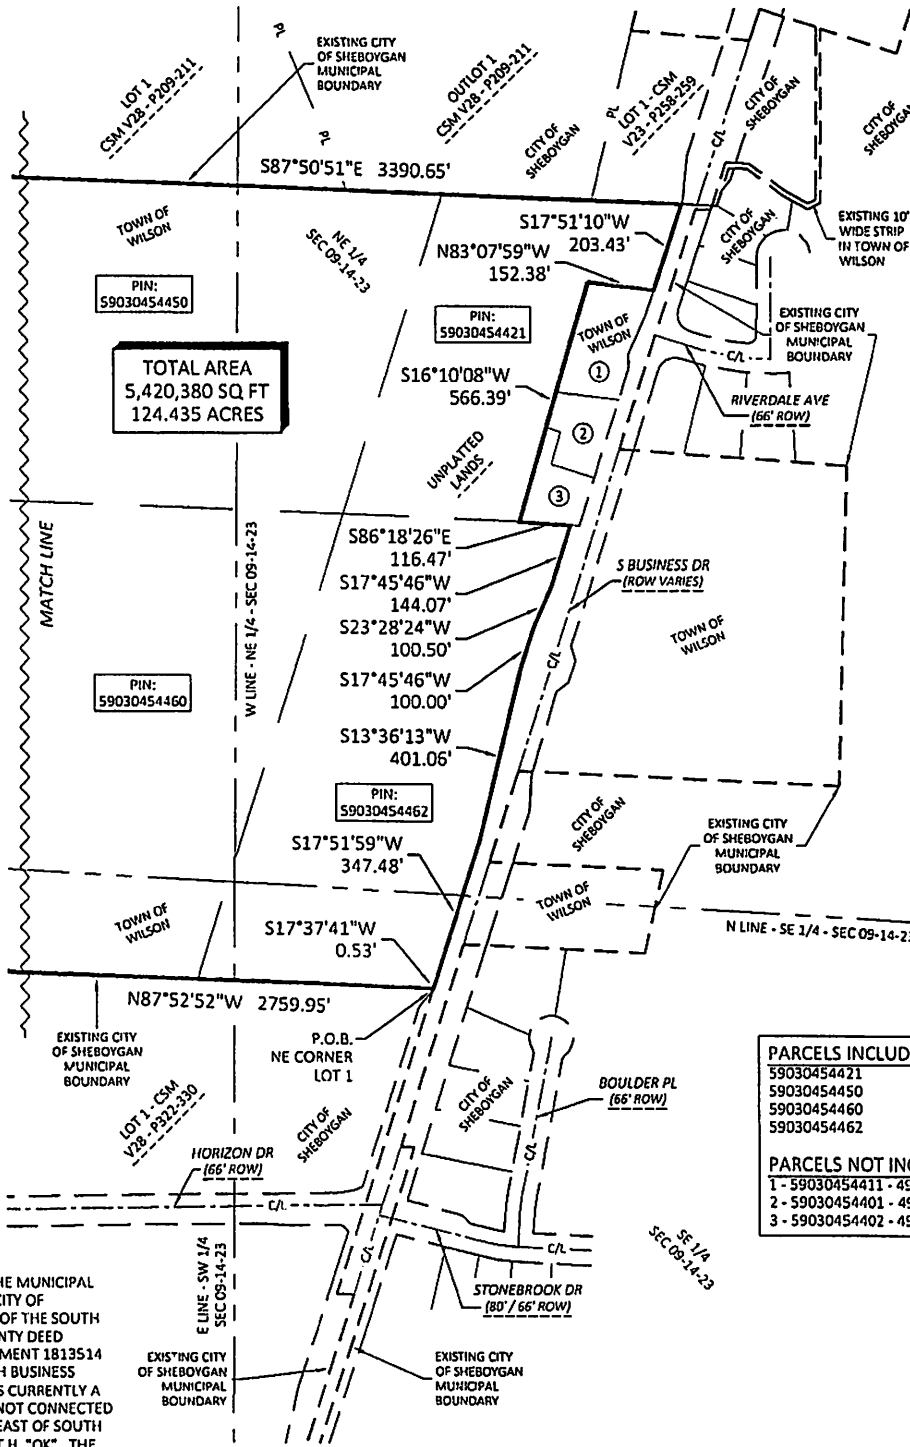 EXISTING CITY
OF SHEBOYGAN
MUNICIPAL
BOUNDARY
PL
PL
LOT 1
CSM V28 - P209-211
OUTLOT 1
CSM V28 - P209-211
CITY OF
SHEBOYGAN
PL
LOT 1 - CSM
V23 - P258-259
C/L
CITY OF
SHEBOYGAN
CITY OF
SHEBOYGAN
S87°50'51"E 3390.65'
TOWN OF
WILSON
NE 1/4
SEC 09-14-23
S17°51'10"W
203.43'
N83°07'59"W
152.38'
CITY OF
SHEBOYGAN
EXISTING 10'
WIDE STRIP
IN TOWN OF
WILSON
PIN:
59030454450
PIN:
59030454421
TOWN OF
WILSON
EXISTING CITY
OF SHEBOYGAN
MUNICIPAL
BOUNDARY
TOTAL AREA
5,420,380 SQ FT
124.435 ACRES
S16°10'08"W
566.39'
1
C/L
RIVERDALE AVE
(66' ROW)
2
UNPLATTED
LANDS
3
MATCH LINE
W LINE - NE 1/4 - SEC 09-14-23
S86°18'26"E
116.47'
S17°45'46"W
144.07'
S23°28'24"W
100.50'
S17°45'46"W
100.00'
S13°36'13"W
401.06'
S BUSINESS DR
(ROW VARIES)
C/L
TOWN OF
WILSON
PIN:
59030454460
PIN:
59030454462
CITY OF
SHEBOYGAN
EXISTING CITY
OF SHEBOYGAN
MUNICIPAL
BOUNDARY
S17°51'59"W
347.48'
TOWN OF
WILSON
TOWN OF
WILSON
S17°37'41"W
0.53'
N LINE - SE 1/4 - SEC 09-14-23
N87°52'52"W 2759.95'
EXISTING CITY
OF SHEBOYGAN
MUNICIPAL
BOUNDARY
P.O.B.
NE CORNER
LOT 1
PARCELS INCLUD
59030454421
59030454450
59030454460
59030454462
PARCELS NOT IN
1 - 59030454411 - 49
2 - 59030454401 - 49
3 - 59030454402 - 49
LOT 1 - CSM
V28 - P322-330
CITY OF
SHEBOYGAN
CITY OF
SHEBOYGAN
BOULDER PL
(66' ROW)
C/L
HORIZON DR
(66' ROW)
C/L
C/L
C/L
SE 1/4
SEC 09-14-23
STONEBROOK DR
(80' / 66' ROW)
E LINE - SW 1/4
SEC 09-14-23
HE MUNICIPAL
CITY OF
OF THE SOUTH
NTY DEED
MENT 1813514
H BUSINESS
S CURRENTLY A
NOT CONNECTED
EAST OF SOUTH
T.H. "OK". THE
EXISTING CITY
OF SHEBOYGAN
MUNICIPAL
BOUNDARY
EXISTING CITY
OF SHEBOYGAN
MUNICIPAL
BOUNDARY